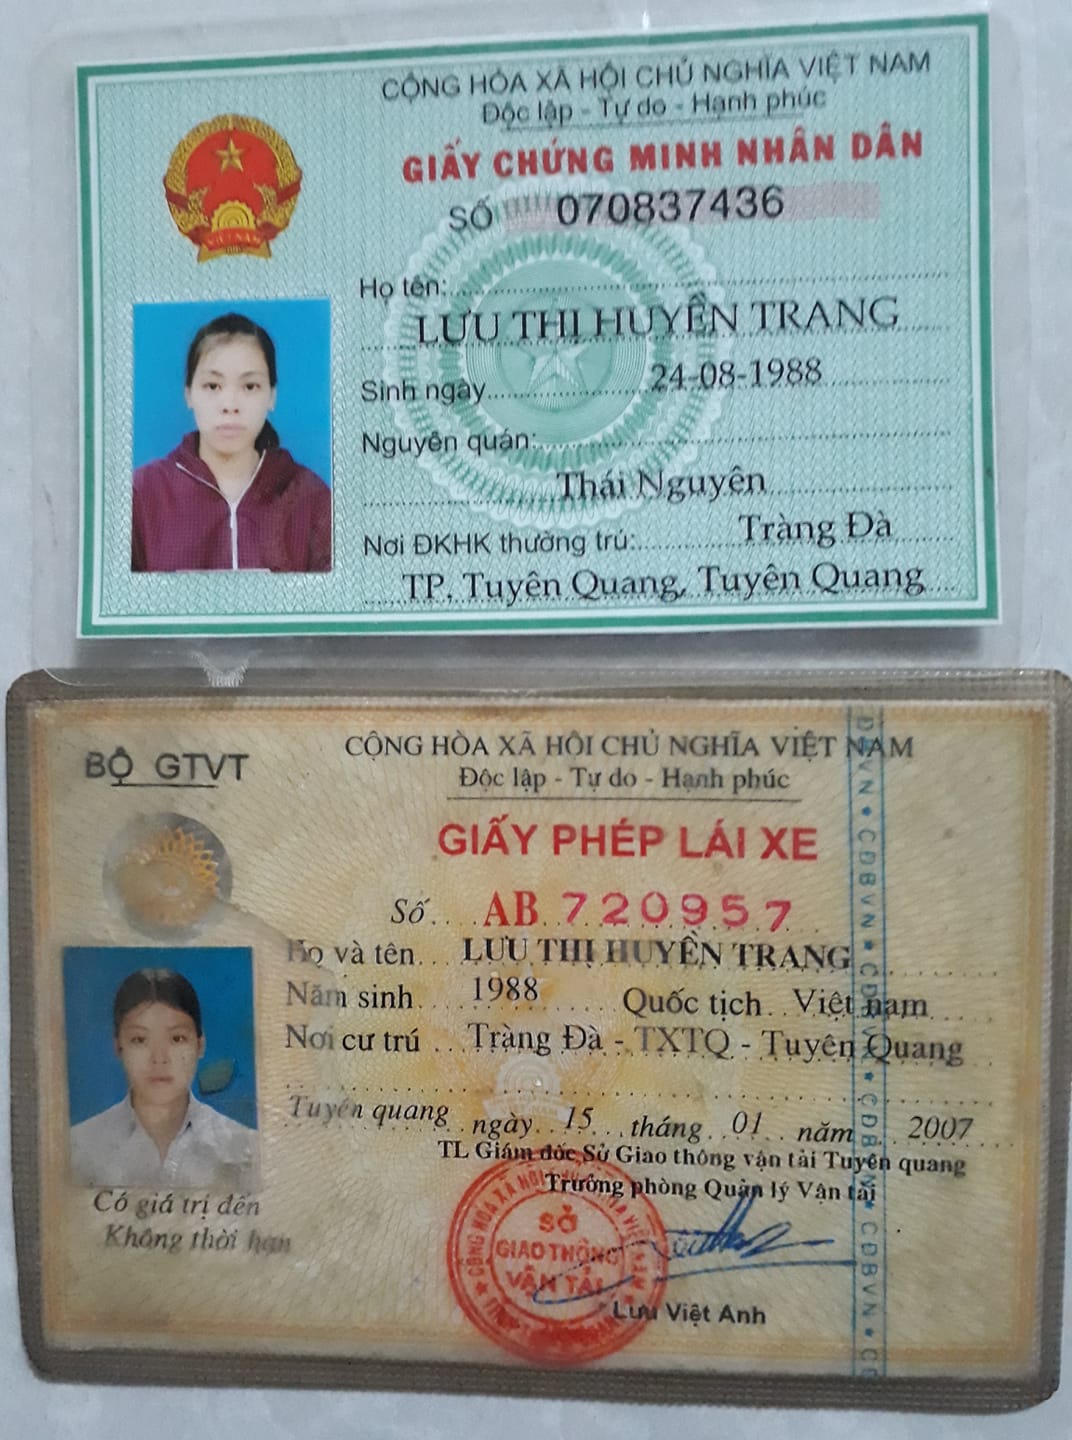 CỘNG HÒA XÃ HỘI CHỦ NGHĨA VIỆT NAM
Độc lập - Tự do - Hạnh phúc
GIẤY CHỨNG MINH NHÂN DÂN
SỐ 070837436
VIỆT NAM
Họ tên:
LƯU THỊ HUYỀN TRANG
Sinh ngày 24-08-1988
Nguyên quán:
Thái Nguyên
Nơi ĐKHK thường trú: Tràng Đà
TP. Tuyên Quang, Tuyên Quang
BỘ GTVT
CỘNG HÒA XÃ HỘI CHỦ NGHĨA VIỆT NAM
Độc lập - Tự do - Hạnh phúc
GIẤY PHÉP LÁI XE
Số AB 720957
Họ và tên LƯU THỊ HUYỀN TRANG
Năm sinh 1988 Quốc tịch Việt nam
Nơi cư trú Tràng Đà - TXTQ - Tuyên Quang
Tuyên quang ngày 15 tháng 01 năm 2007
TL Giám đốc Sở Giao thông vận tải Tuyên quang
Trưởng phòng Quản lý Vận tải
Có giá trị đến
Không thời hạn
SỞ
GIAO THÔNG
VẬN TẢI
Lưu Việt Anh
CDBVN * CDBVN * CDBVN * CDBVN